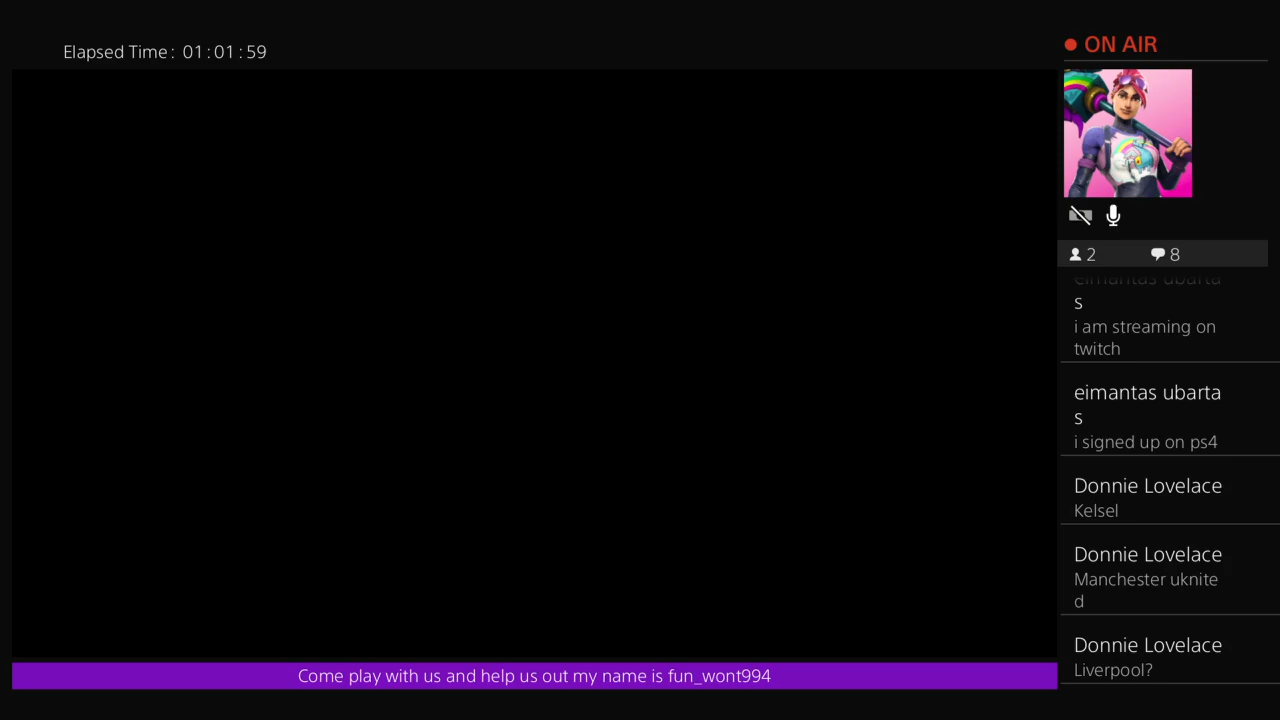 Elapsed Time: 01:01:59
ON AIR
2 8
eimantas ubarta
s
i am streaming on
twitch
eimantas ubarta
s
i signed up on ps4
Donnie Lovelace
Kelsel
Donnie Lovelace
Manchester uknite
d
Donnie Lovelace
Liverpool?
Come play with us and help us out my name is fun_wont994